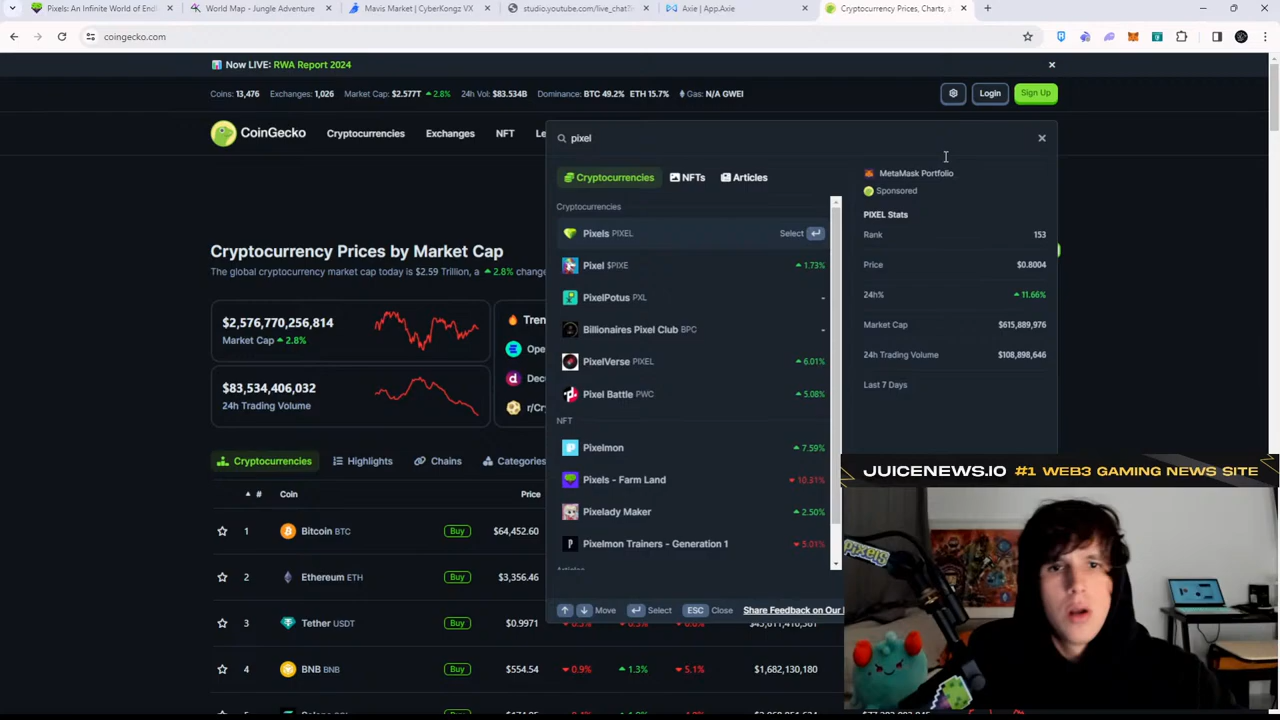 Pixels: An Infinite World of End
World Map - Jungle Adventure
Mavis Market | CyberKongz VX
studio.youtube.com/live_chat?
Axie | App.Axie
Cryptocurrency Prices, Charts,
coingecko.com
Now LIVE: RWA Report 2024
Coins: 13,476 Exchanges: 1,026 Market Cap: $2.577T 2.8% 24h Vol: $83.534B Dominance: BTC 49.2% ETH 15.7% Gas: N/A GWEI
Login
Sign Up
CoinGecko
Cryptocurrencies
Exchanges
NFT
Le
pixel
Cryptocurrencies
NFTs
Articles
Cryptocurrencies
Pixels PIXEL
Select
Pixel $PIXE
1.73%
PixelPotus PXL
-
Billionaires Pixel Club BPC
-
PixelVerse PIXEL
6.01%
Pixel Battle PWC
5.08%
NFT
Pixelmon
7.59%
Pixels - Farm Land
10.31%
Pixelady Maker
2.50%
Pixelmon Trainers - Generation 1
5.01%
Move
Select
ESC Close
Share Feedback on Our
MetaMask Portfolio
Sponsored
PIXEL Stats
Rank 153
Price $0.8004
24h% 11.66%
Market Cap $615,889,976
24h Trading Volume $108,898,646
Last 7 Days
Cryptocurrency Prices by Market Cap
The global cryptocurrency market cap today is $2.59 Trillion, a 2.8% change
$2,576,770,256,814
Market Cap 2.8%
$83,534,406,032
24h Trading Volume
Tren
Ope
Dec
r/Cr
Cryptocurrencies
Highlights
Chains
Categories
# Coin Price
1 Bitcoin BTC Buy $64,452.60
2 Ethereum ETH Buy $3,356.46
3 Tether USDT Buy $0.9971
4 BNB BNB Buy $554.54 0.9% 1.3% 5.1% $1,682,130,180
JUICENEWS.IO #1 WEB3 GAMING NEWS SITE
pixels